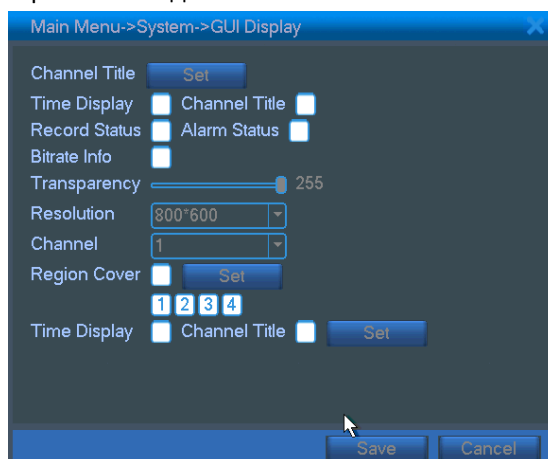 Main Menu->System->GUI Display
Channel Title Set
Time Display Channel Title
Record Status Alarm Status
Bitrate Info
Transparency 255
Resolution 800*600
Channel 1
Region Cover Set
1 2 3 4
Time Display Channel Title Set
Save Cancel